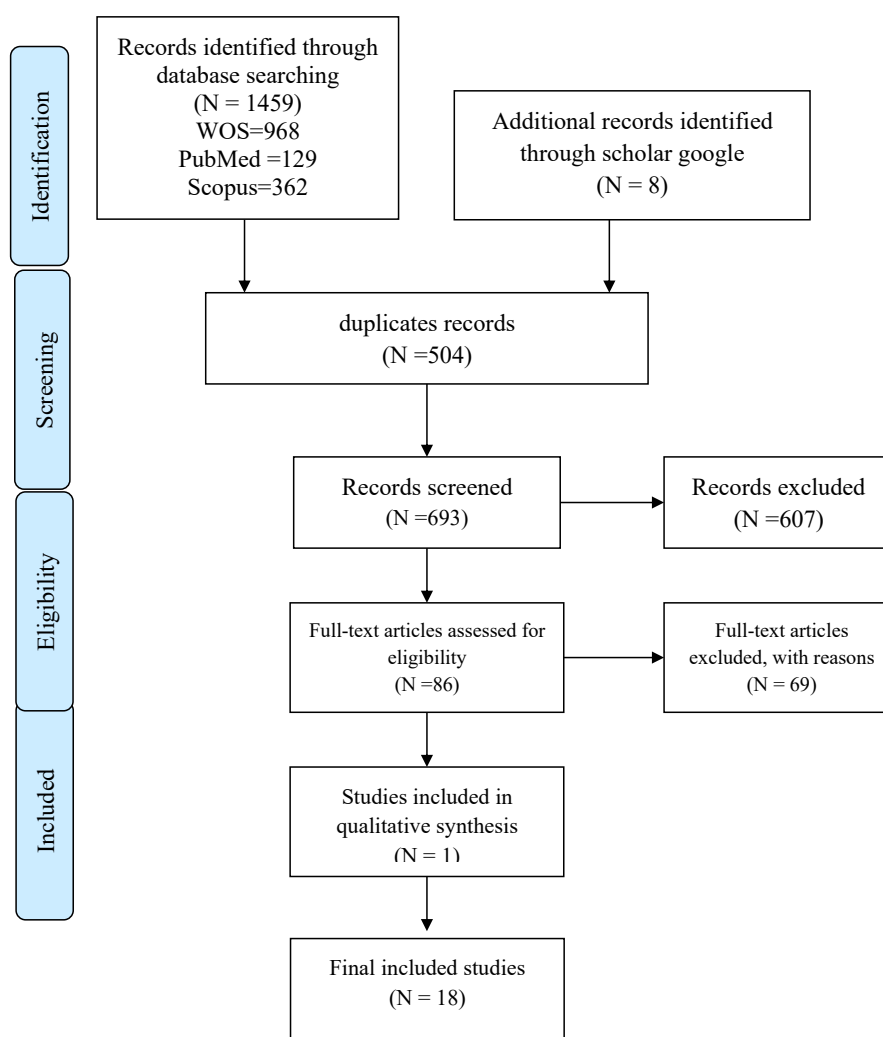 Identification
Records identified through
database searching
(N = 1459)
WOS=968
PubMed =129
Scopus=362
Additional records identified
through scholar google
(N = 8)
Screening
duplicates records
(N =504)
Records screened
(N =693)
Records excluded
(N =607)
Eligibility
Full-text articles assessed for
eligibility
(N =86)
Full-text articles
excluded, with reasons
(N = 69)
Included
Studies included in
qualitative synthesis
(N = 1)
Final included studies
(N = 18)